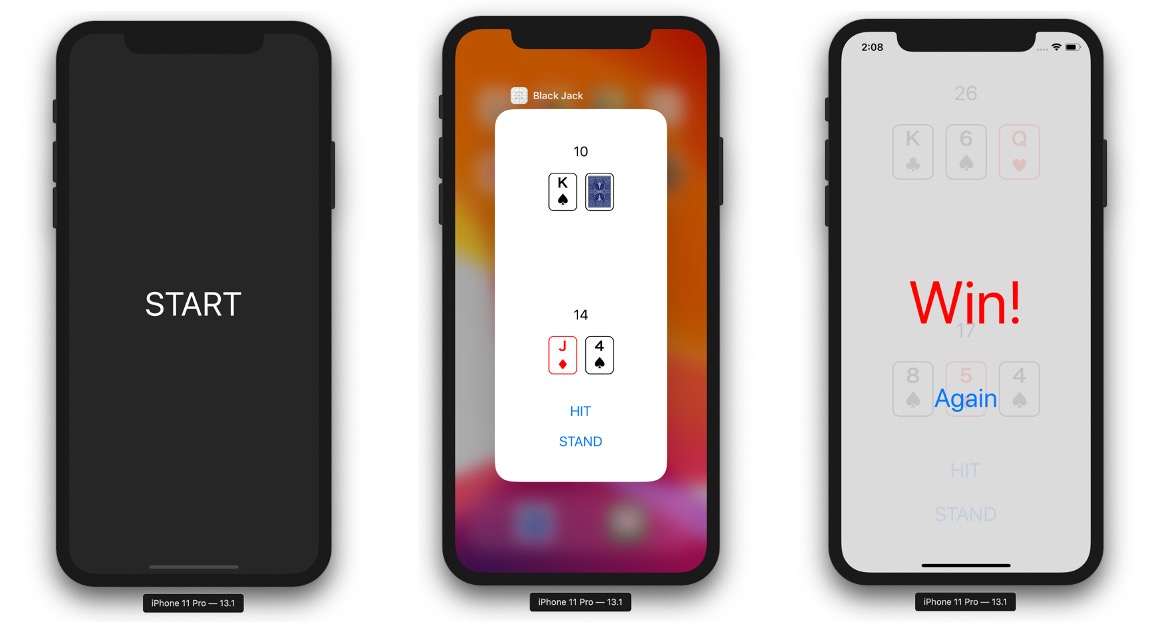 START
iPhone 11 Pro — 13.1
Black Jack
10
K
14
J 4
HIT
STAND
iPhone 11 Pro — 13.1
2:08
26
K 6 Q
Win!
17
8 5 4
Again
HIT
STAND
iPhone 11 Pro — 13.1